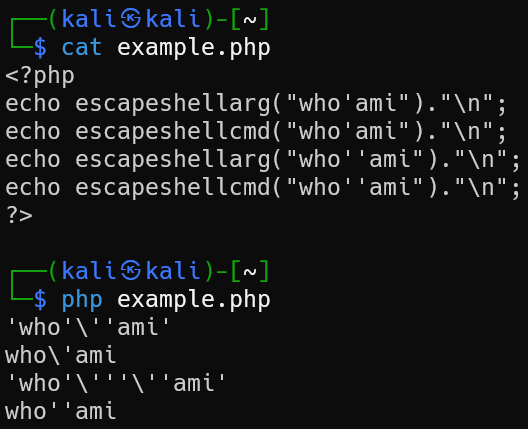 ┌──(kali㉿kali)-[~]
└─$ cat example.php
<?php
echo escapeshellarg("who'ami")."\n";
echo escapeshellcmd("who'ami")."\n";
echo escapeshellarg("who''ami")."\n";
echo escapeshellcmd("who''ami")."\n";
?>
┌──(kali㉿kali)-[~]
└─$ php example.php
'who'\''ami'
who\'ami
'who'\'''\''ami'
who''ami